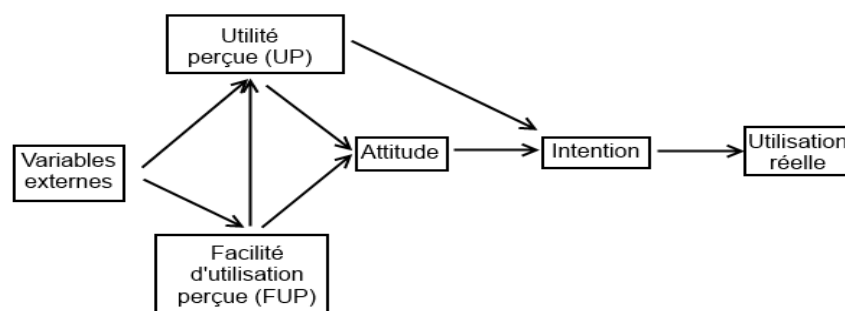 Utilité
perçue (UP)
Variables
externes
Attitude
Intention
Utilisation
réelle
Facilité
d'utilisation
perçue (FUP)